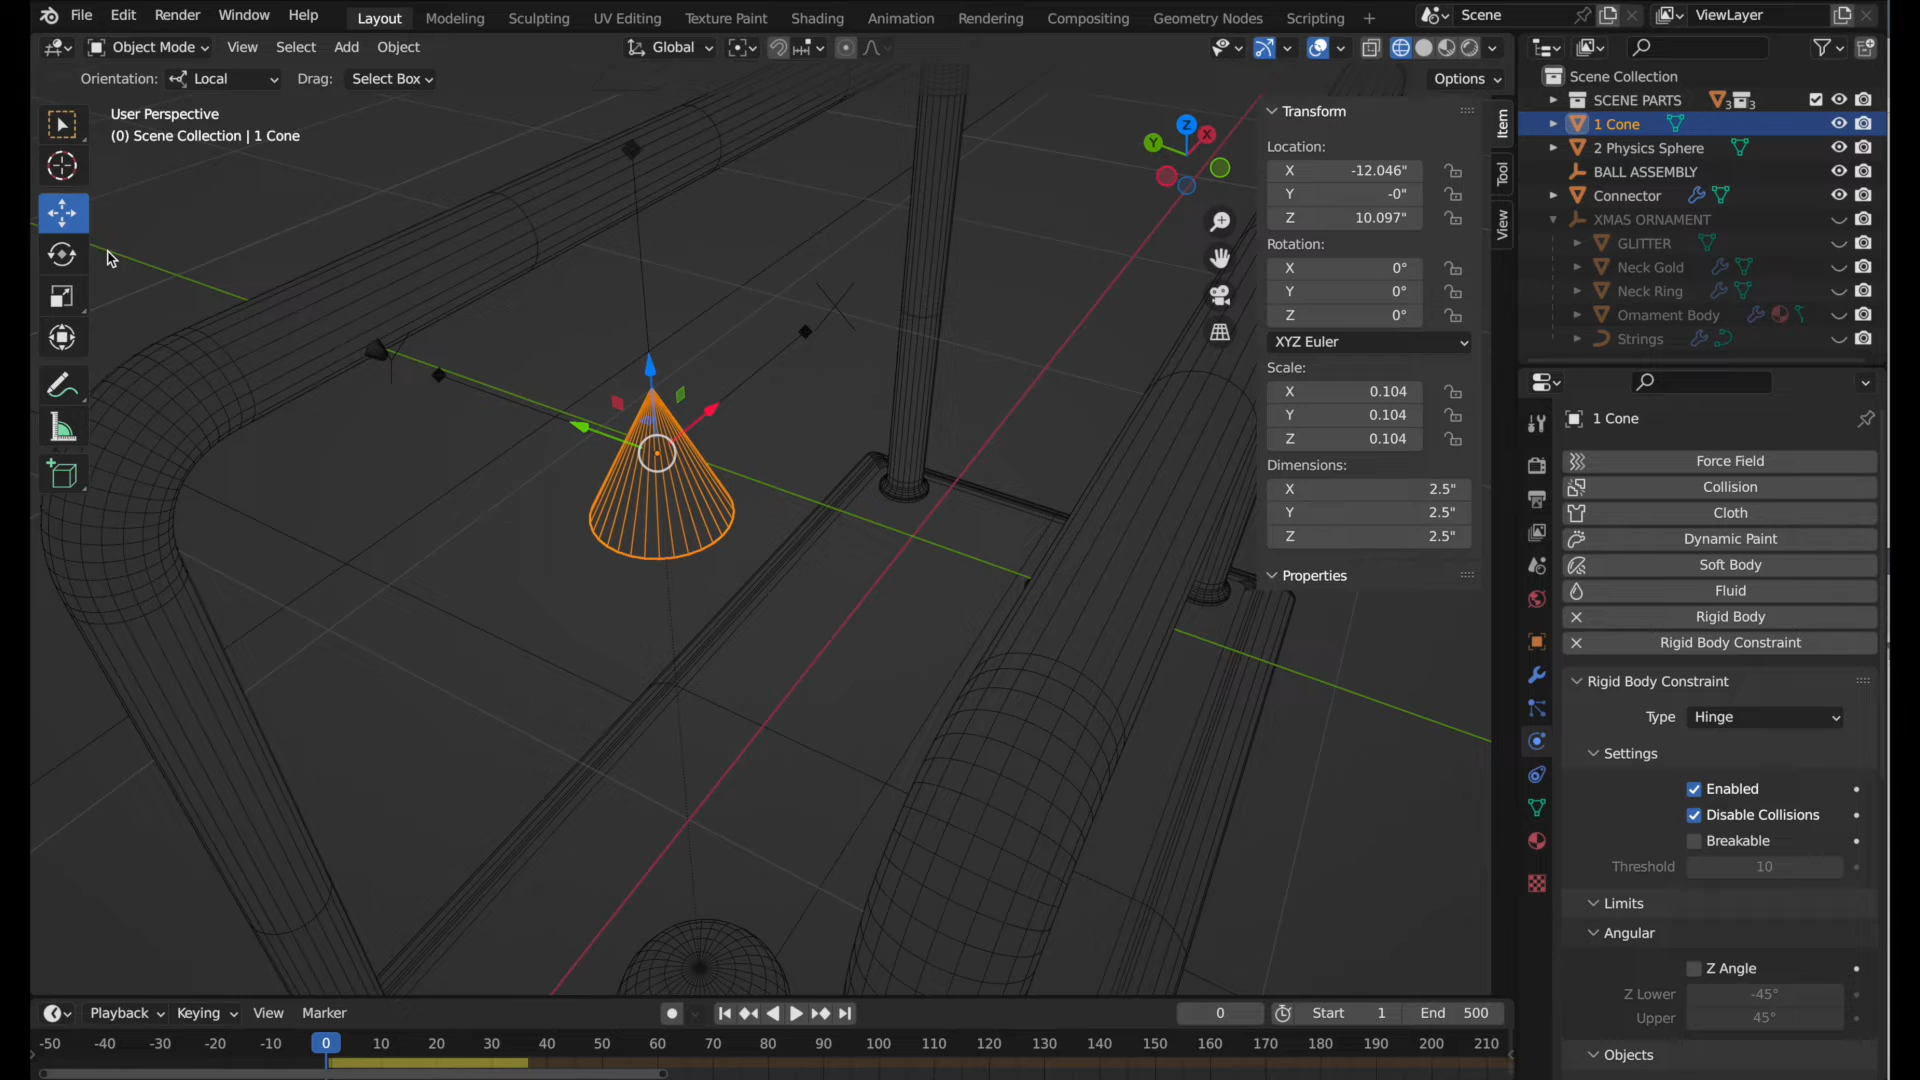 File Edit Render Window Help Layout Modeling Sculpting UV Editing Texture Paint Shading Animation Rendering Compositing Geometry Nodes Scripting + Scene ViewLayer
Object Mode View Select Add Object Global
Orientation: Local Drag: Select Box Options
User Perspective
(0) Scene Collection | 1 Cone
Z
X
Y
Transform
Location:
X -12.046"
Y -0"
Z 10.097"
Rotation:
X 0°
Y 0°
Z 0°
XYZ Euler
Scale:
X 0.104
Y 0.104
Z 0.104
Dimensions:
X 2.5"
Y 2.5"
Z 2.5"
Properties
Item
Tool
View
Scene Collection
SCENE PARTS 3 3
1 Cone
2 Physics Sphere
BALL ASSEMBLY
Connector
XMAS ORNAMENT
GLITTER
Neck Gold
Neck Ring
Ornament Body
Strings
1 Cone
Force Field
Collision
Cloth
Dynamic Paint
Soft Body
Fluid
Rigid Body
Rigid Body Constraint
Rigid Body Constraint
Type Hinge
Settings
Enabled
Disable Collisions
Breakable
Threshold 10
Limits
Angular
Z Angle
Z Lower -45°
Upper 45°
Objects
Playback Keying View Marker 0 Start 1 End 500
-50 -40 -30 -20 -10 0 10 20 30 40 50 60 70 80 90 100 110 120 130 140 150 160 170 180 190 200 210